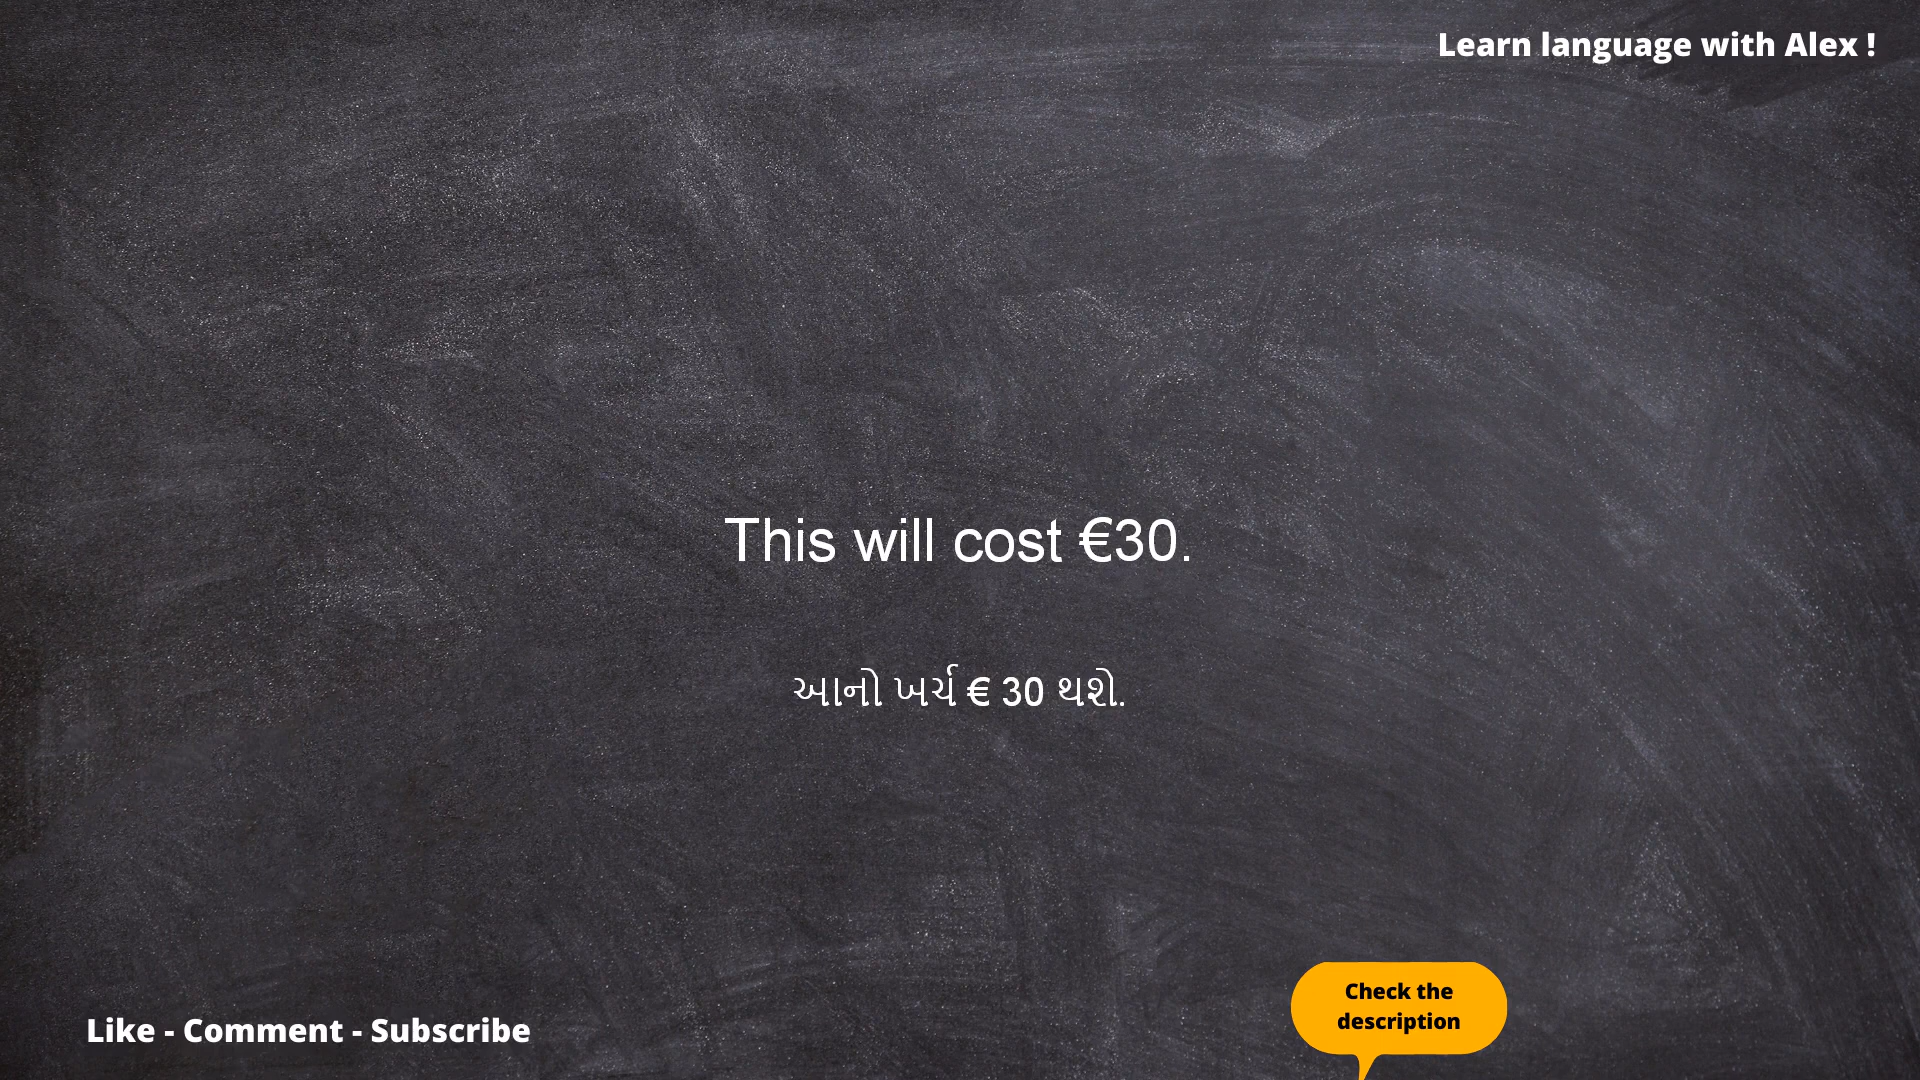 Learn language with Alex !
This will cost €30.
આનો ખર્ચ € 30 થશે.
Check the
description
Like - Comment - Subscribe